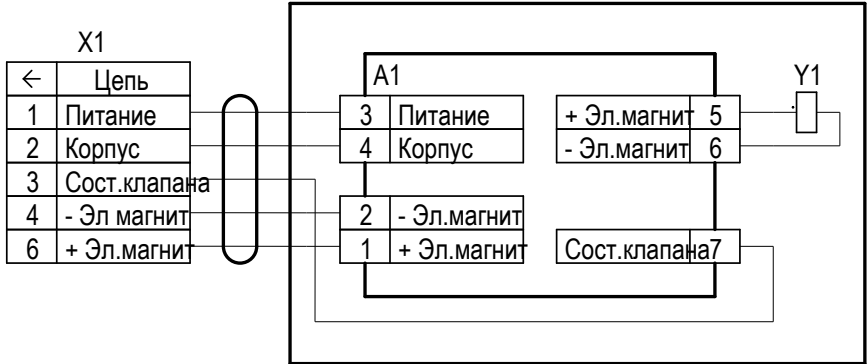 X1
← Цепь
1 Питание
2 Корпус
3 Сост.клапана
4 - Эл магнит
6 + Эл.магнит
A1
3 Питание
4 Корпус
2 - Эл.магнит
1 + Эл.магнит
+ Эл.магнит 5
- Эл.магнит 6
Сост.клапана 7
Y1